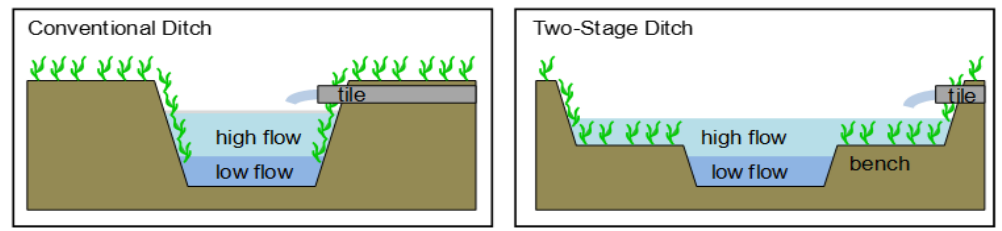 Conventional Ditch
tile
high flow
low flow
Two-Stage Ditch
tile
high flow
low flow
bench